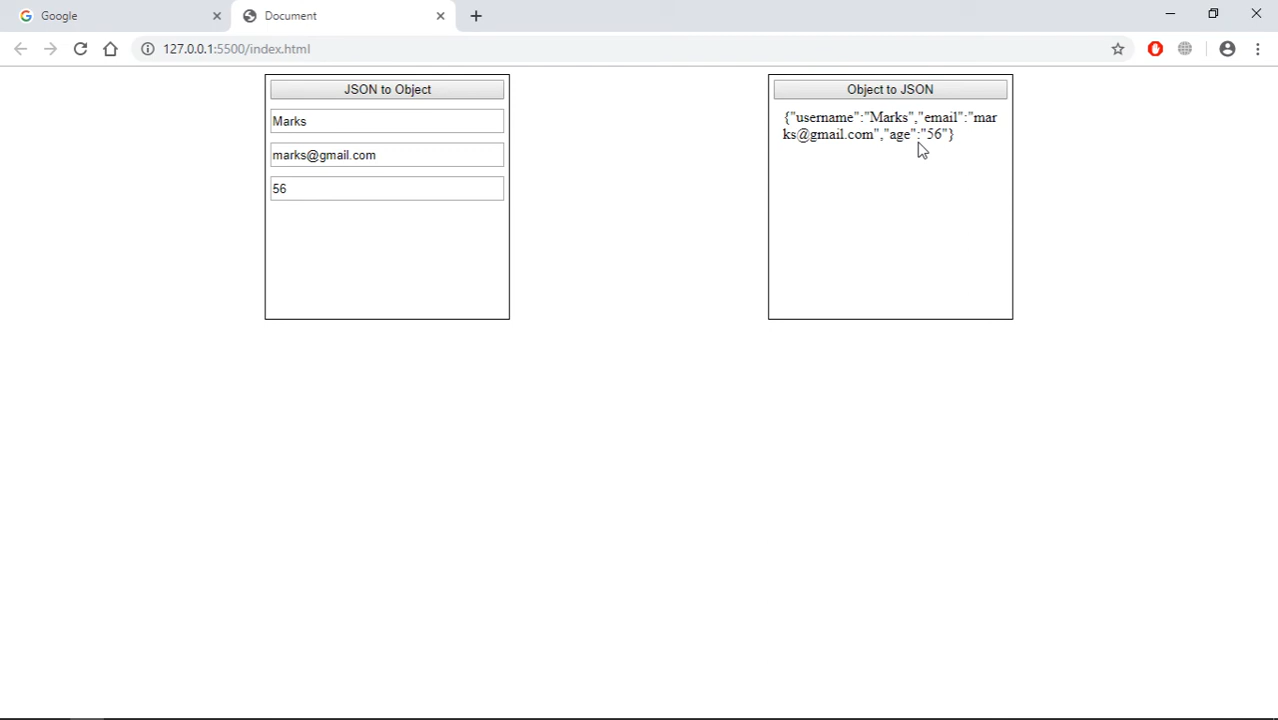 Google
Document
127.0.0.1:5500/index.html
JSON to Object
Marks
marks@gmail.com
56
Object to JSON
{"username":"Marks","email":"mar
ks@gmail.com","age":"56"}